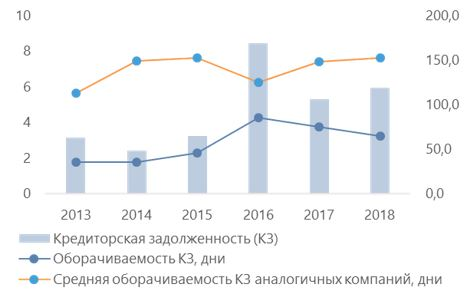 10 200,0
8 150,0
6
100,0
4
2 50,0
0 0,0
2013 2014 2015 2016 2017 2018
Кредиторская задолженность (КЗ)
Оборачиваемость КЗ, дни
Средняя оборачиваемость КЗ аналогичных компаний, дни